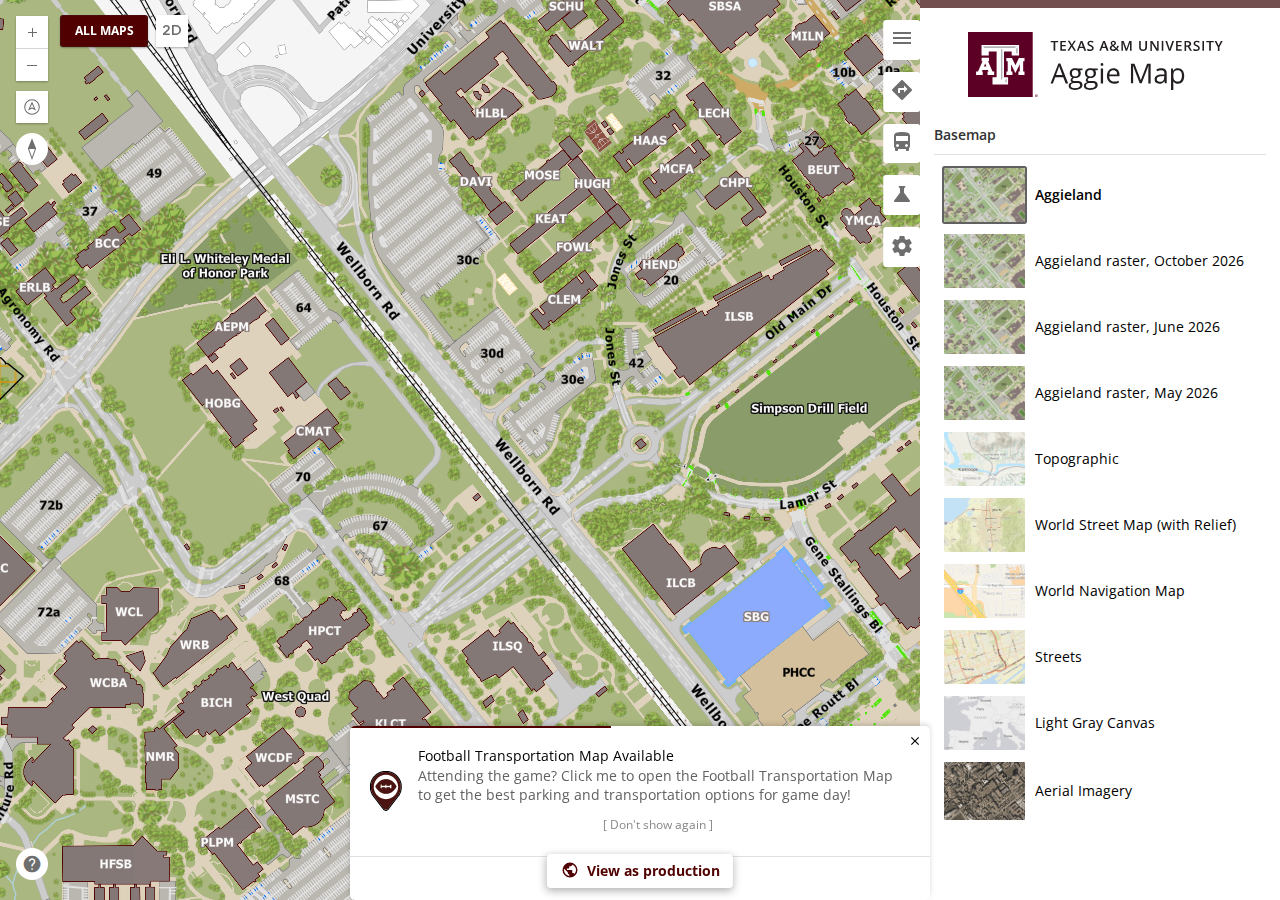 ALL MAPS
2D
University
SCHU
SBSA
WALT
MILN
32
10b
10a
HLBL
LECH
HAAS
27
49
MCFA
BEUT
DAVI
MOSE
HUGH
CHPL
Houston St
37
KEAT
YMCA
BCC
Eli L. Whiteley Medal
of Honor Park
Wellborn Rd
30c
FOWL
Jones St
HEND
20
ERLB
64
CLEM
ILSB
Old Main Dr
Houston St
Agronomy Rd
AEPM
30d
Jones St
42
30e
HOBG
Simpson Drill Field
CMAT
Wellborn Rd
70
Lamar St
72b
67
Gene Stallings Bl
68
ILCB
72a
WCL
SBG
HPCT
WRB
ILSQ
PHCC
WCBA
BICH
West Quad
KLCT
NMR
WCDF
MSTC
PLPM
HFSB
TEXAS A&M UNIVERSITY
Aggie Map
Basemap
Aggieland
Aggieland raster, October 2026
Aggieland raster, June 2026
Aggieland raster, May 2026
Topographic
World Street Map (with Relief)
World Navigation Map
Streets
Light Gray Canvas
Aerial Imagery
Football Transportation Map Available
Attending the game? Click me to open the Football Transportation Map
to get the best parking and transportation options for game day!
[ Don't show again ]
View as production